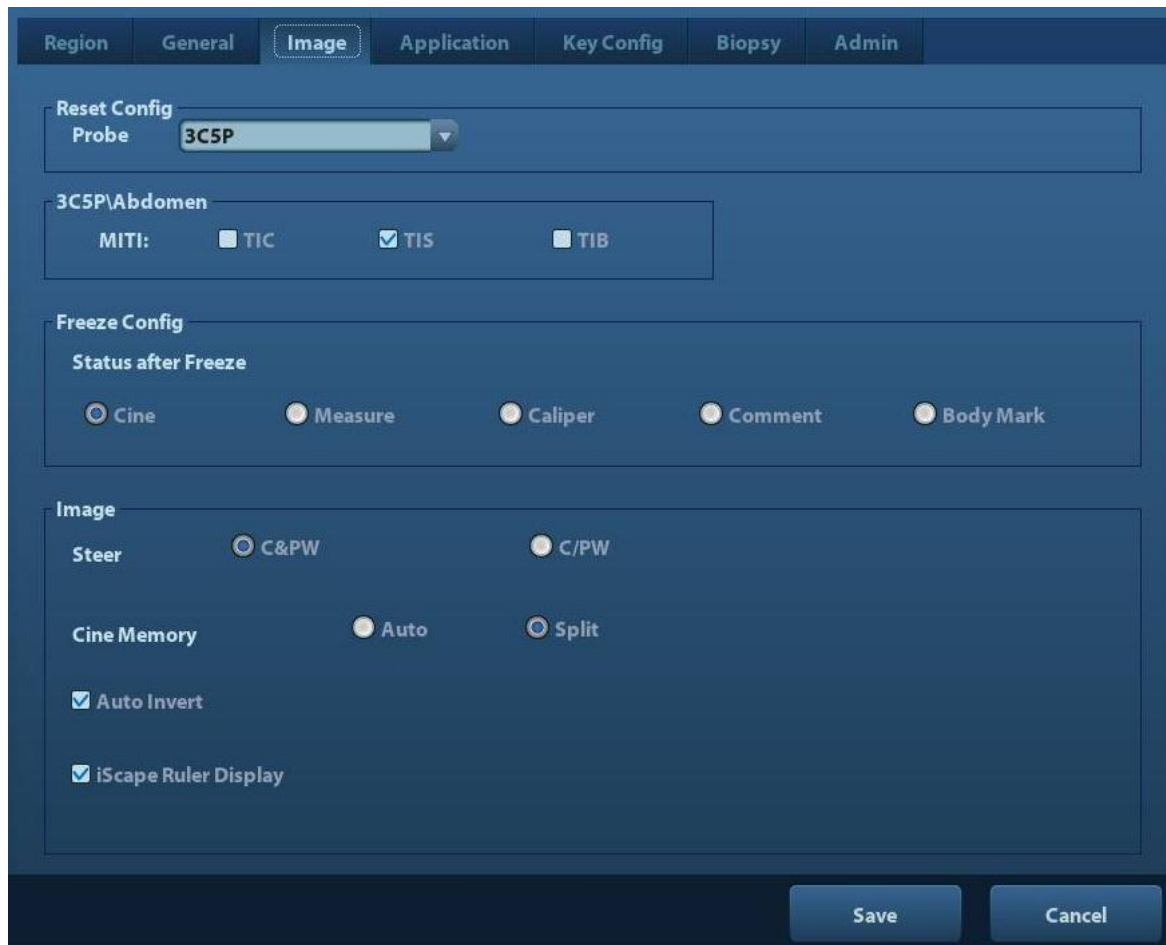 Region General Image Application Key Config Biopsy Admin
Reset Config
Probe 3C5P
3C5P\Abdomen
MITI: TIC TIS TIB
Freeze Config
Status after Freeze
Cine Measure Caliper Comment Body Mark
Image
Steer C&PW C/PW
Cine Memory Auto Split
Auto Invert
iScape Ruler Display
Save Cancel